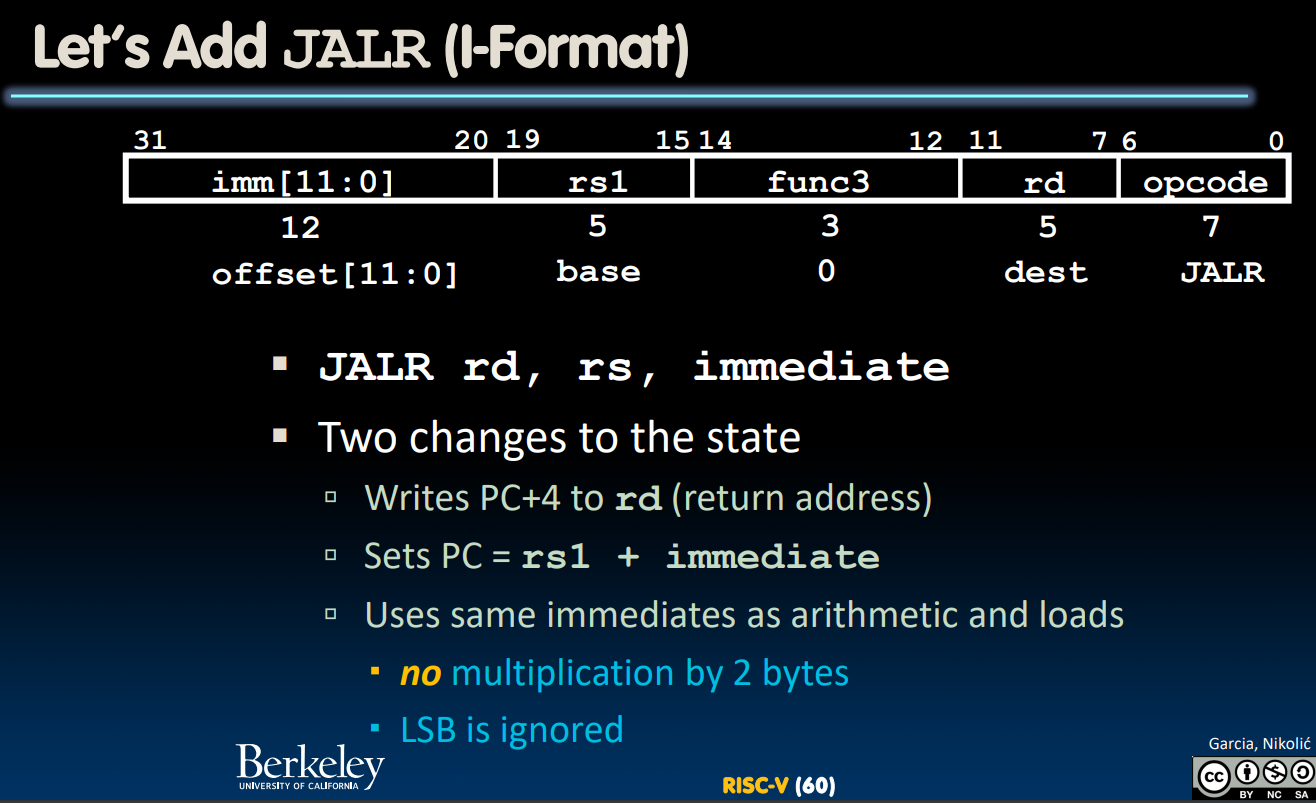 Let's Add JALR (I-Format)
31 20 19 15 14 12 11 7 6 0
imm[11:0] rs1 func3 rd opcode
12 5 3 5 7
offset[11:0] base 0 dest JALR
▪ JALR rd, rs, immediate
▪ Two changes to the state
▫ Writes PC+4 to rd (return address)
▫ Sets PC = rs1 + immediate
▫ Uses same immediates as arithmetic and loads
▪ no multiplication by 2 bytes
▪ LSB is ignored
Berkeley
UNIVERSITY OF CALIFORNIA
RISC-V (60)
Garcia, Nikolić
cc
BY NC SA